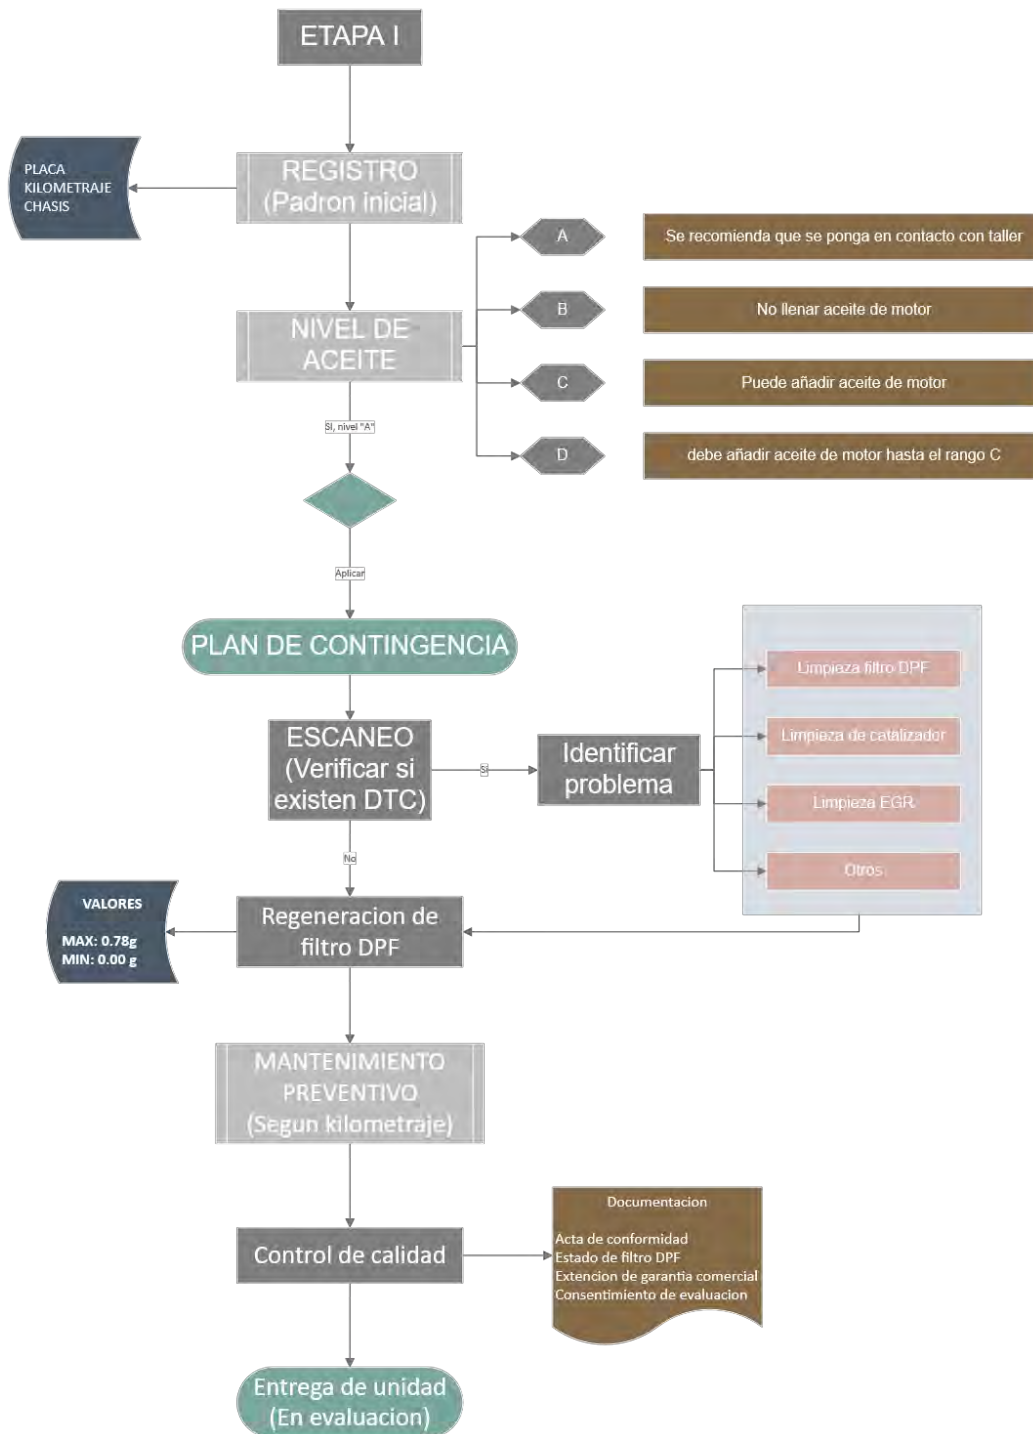 ETAPA I
REGISTRO
(Padron inicial)
PLACA
KILOMETRAJE
CHASIS
NIVEL DE
ACEITE
A
Se recomienda que se ponga en contacto con taller
B
No llenar aceite de motor
C
Puede añadir aceite de motor
D
debe añadir aceite de motor hasta el rango C
SI, nivel "A"
Aplicar
PLAN DE CONTINGENCIA
ESCANEO
(Verificar si
existen DTC)
Si
Identificar
problema
Limpieza filtro DPF
Limpieza de catalizador
Limpieza EGR
Otros
No
Regeneracion de
filtro DPF
VALORES
MAX: 0.78g
MIN: 0.00 g
MANTENIMIENTO
PREVENTIVO
(Segun kilometraje)
Control de calidad
Documentacion
Acta de conformidad
Estado de filtro DPF
Extencion de garantia comercial
Consentimiento de evaluacion
Entrega de unidad
(En evaluacion)